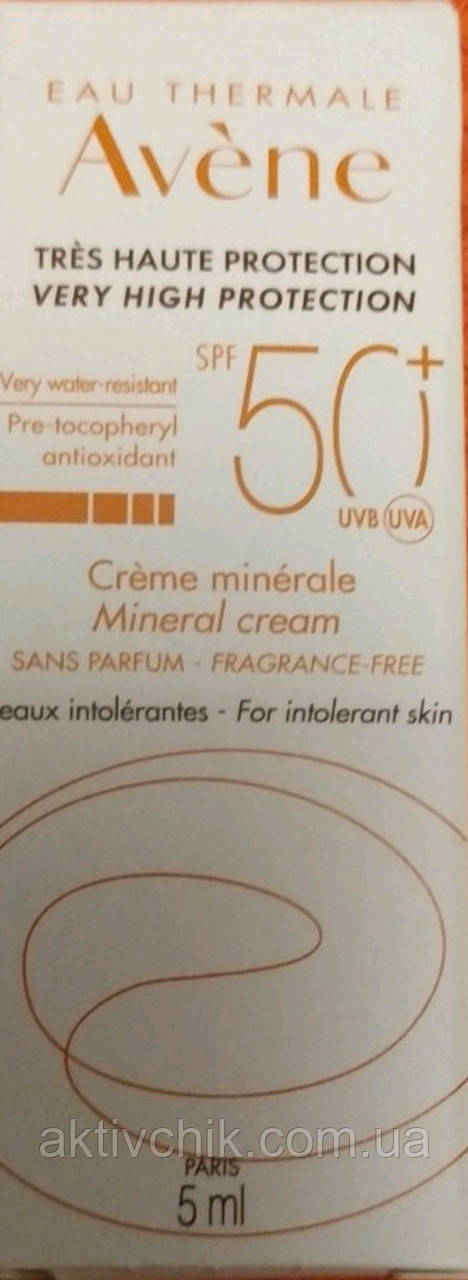 EAU THERMALE
Avène
TRÈS HAUTE PROTECTION
VERY HIGH PROTECTION
SPF 50+
Very water-resistant
Pre-tocopheryl
antioxidant
UVB UVA
Crème minérale
Mineral cream
SANS PARFUM - FRAGRANCE-FREE
eaux intolérantes - For intolerant skin
aktivchik.com.ua
PARIS
5 ml